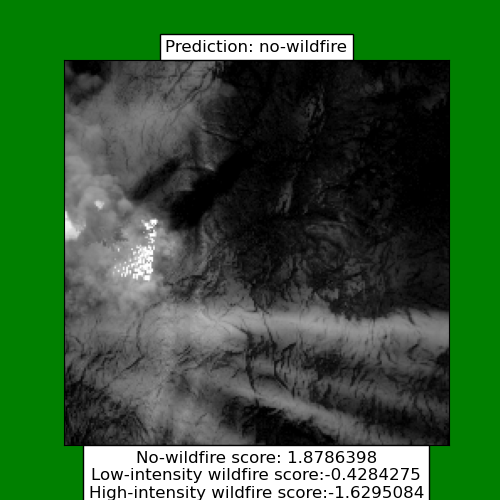 Prediction: no-wildfire
No-wildfire score: 1.8786398
Low-intensity wildfire score:-0.4284275
High-intensity wildfire score:-1.6295084